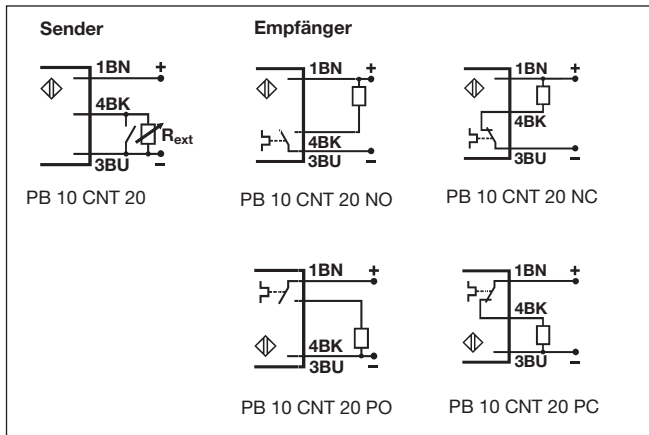 Sender
1BN +
4BK
Rext
3BU –
PB 10 CNT 20
Empfänger
1BN +
4BK
3BU –
PB 10 CNT 20 NO
1BN +
4BK
3BU –
PB 10 CNT 20 NC
1BN +
4BK
3BU –
PB 10 CNT 20 PO
1BN +
4BK
3BU –
PB 10 CNT 20 PC